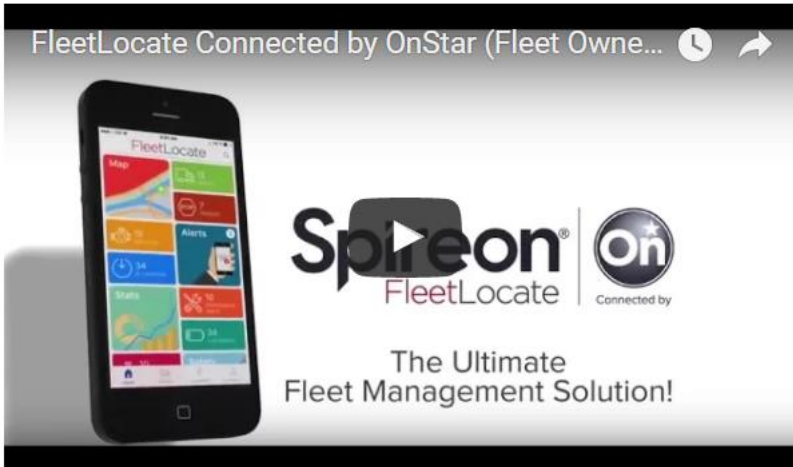 FleetLocate Connected by OnStar (Fleet Owne...
FleetLocate
Map
Alerts
Stats
Spireon®
FleetLocate
On
Connected by
The Ultimate
Fleet Management Solution!